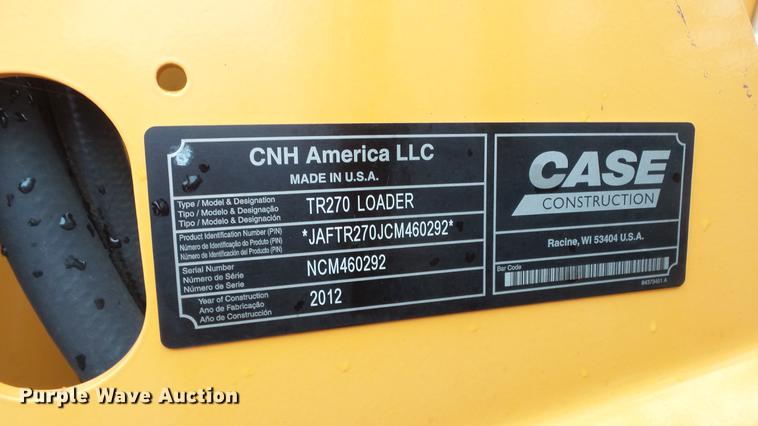 CNH America LLC
MADE IN U.S.A.
Type / Model & Designation
Tipo / Modelo & Designação
Tipo / Modelo & Designación
TR270 LOADER
Product Identification Number (PIN)
Número de Identificação do Produto (PIN)
Número de Identificación del Producto (PIN)
*JAFTR270JCM460292*
Serial Number
Número de Série
Número de Serie
NCM460292
Year of Construction
Ano de Fabricação
Año de Construcción
2012
CASE
CONSTRUCTION
Racine, WI 53404 U.S.A.
Bar Code
84373451 A
Purple Wave Auction